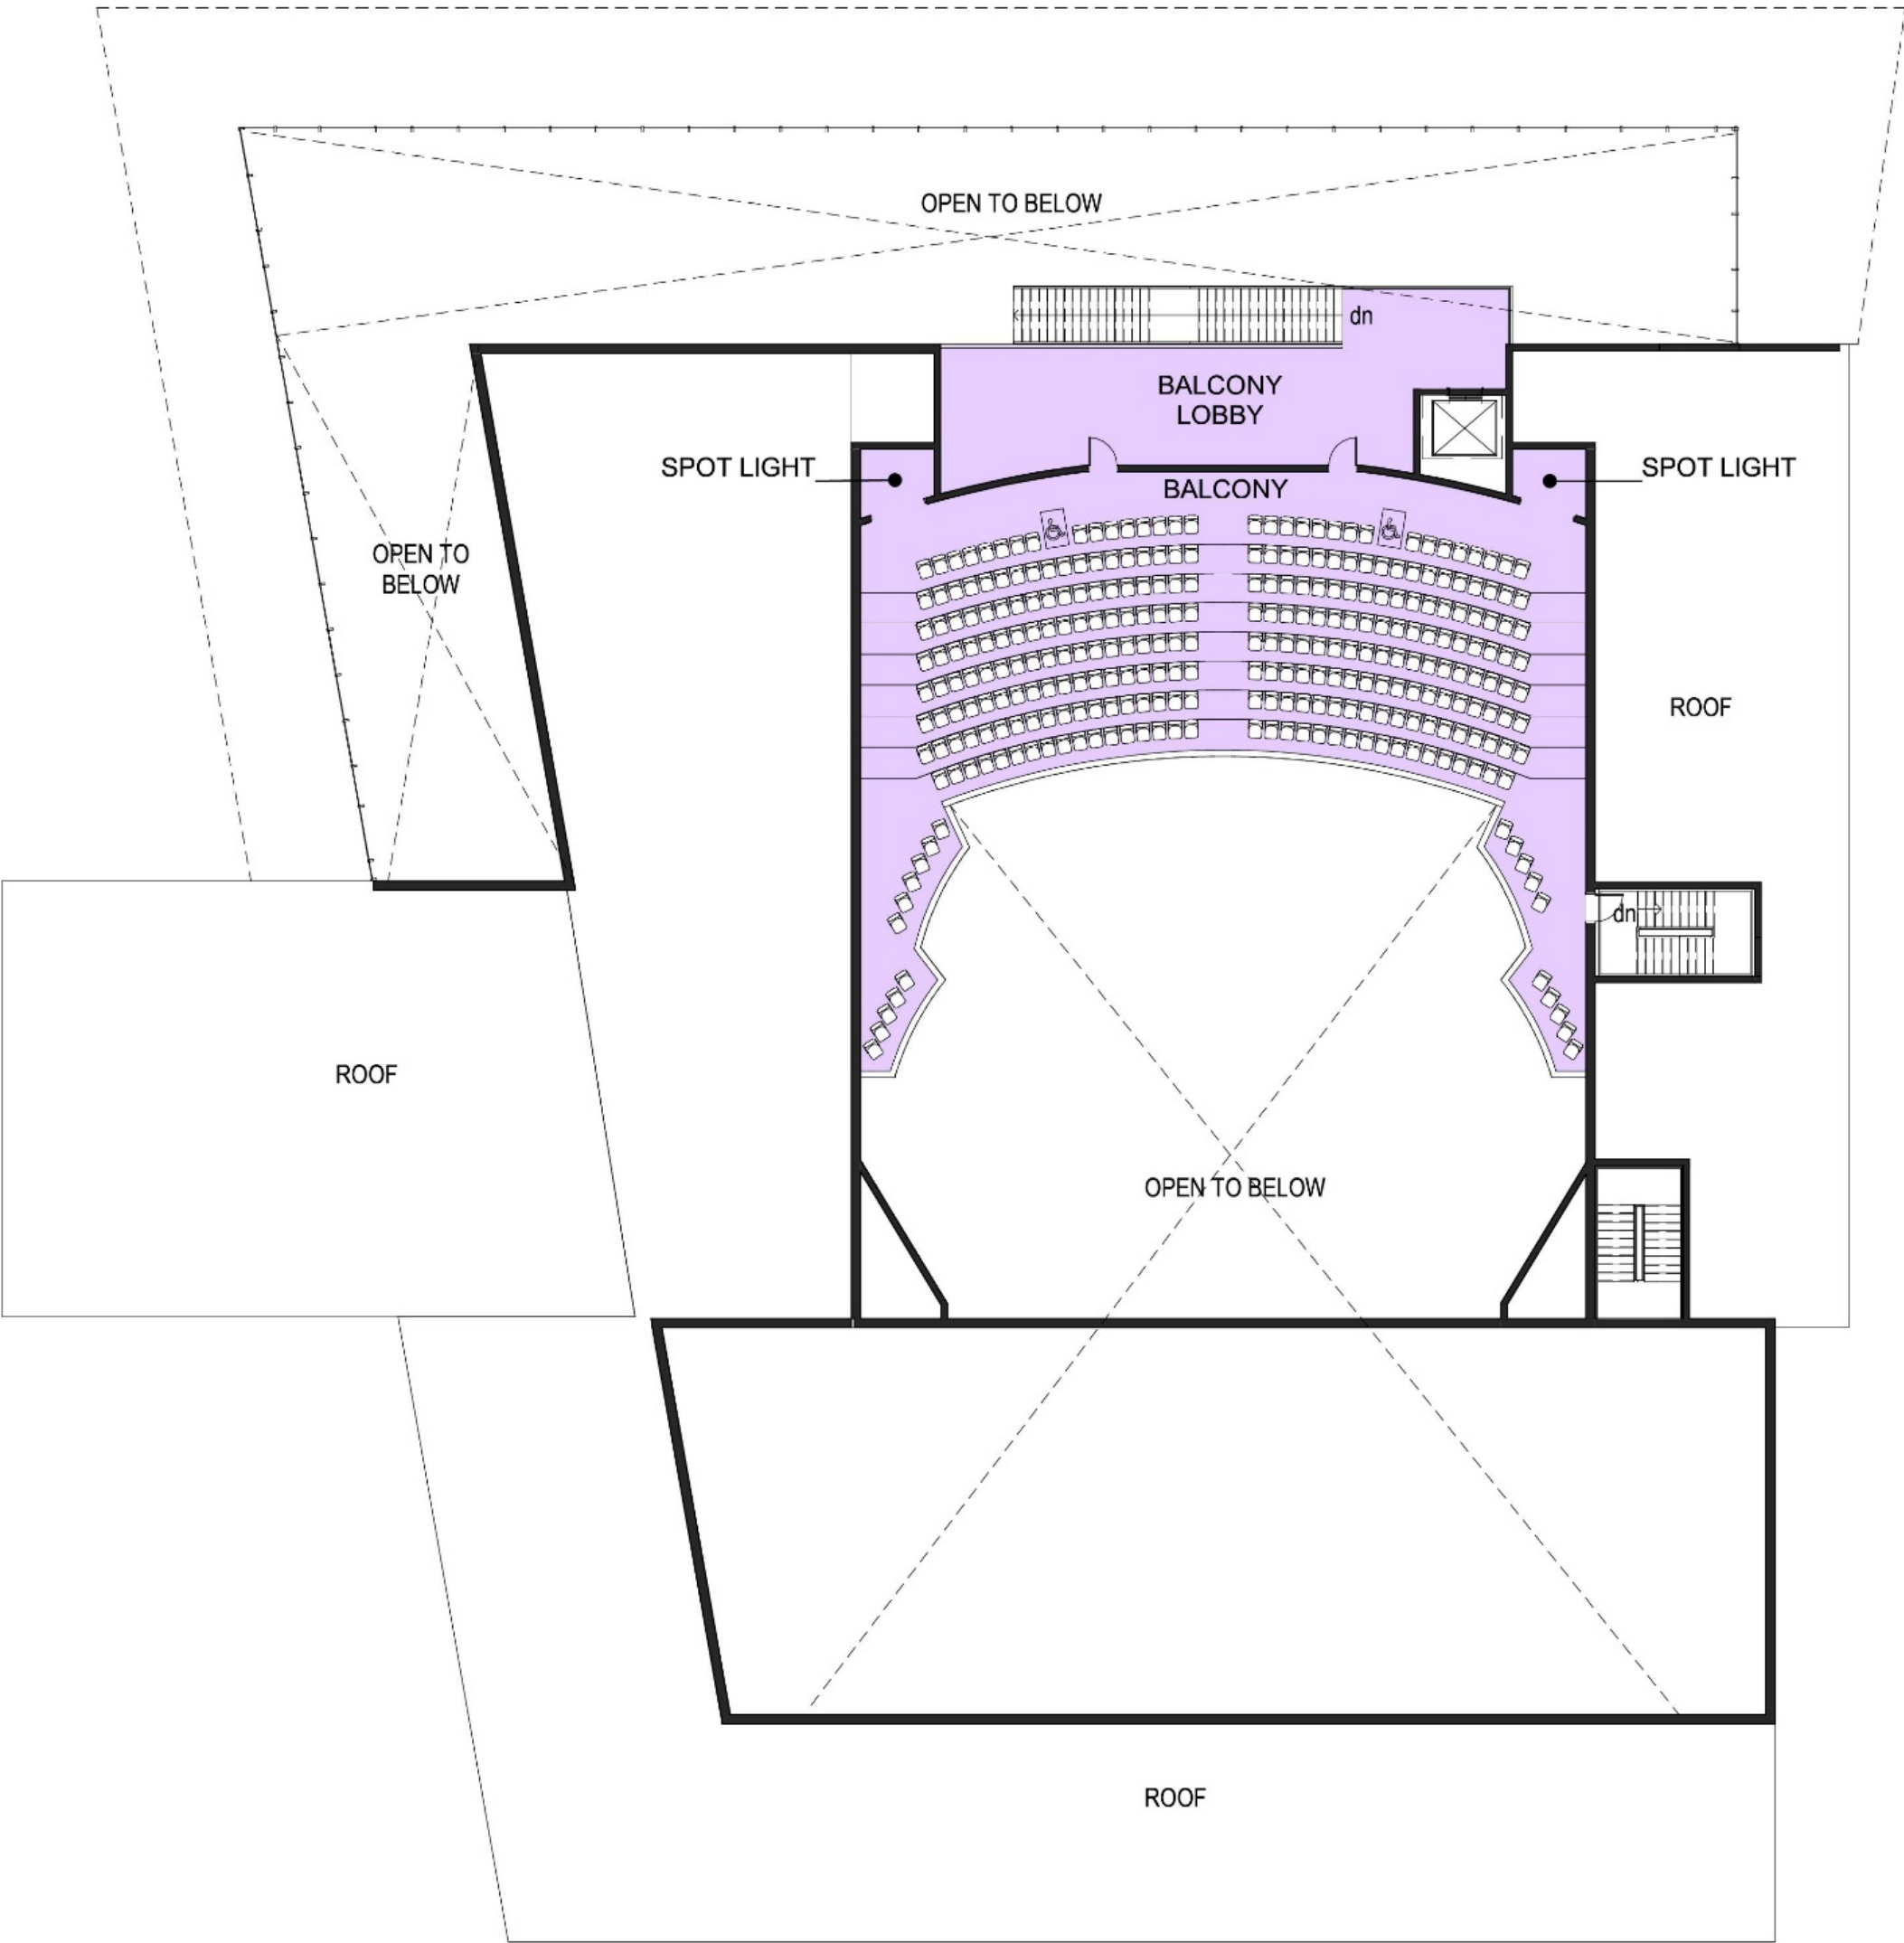 OPEN TO BELOW
dn
BALCONY
LOBBY
SPOT LIGHT
SPOT LIGHT
BALCONY
OPEN TO
BELOW
ROOF
dn
ROOF
OPEN TO BELOW
ROOF